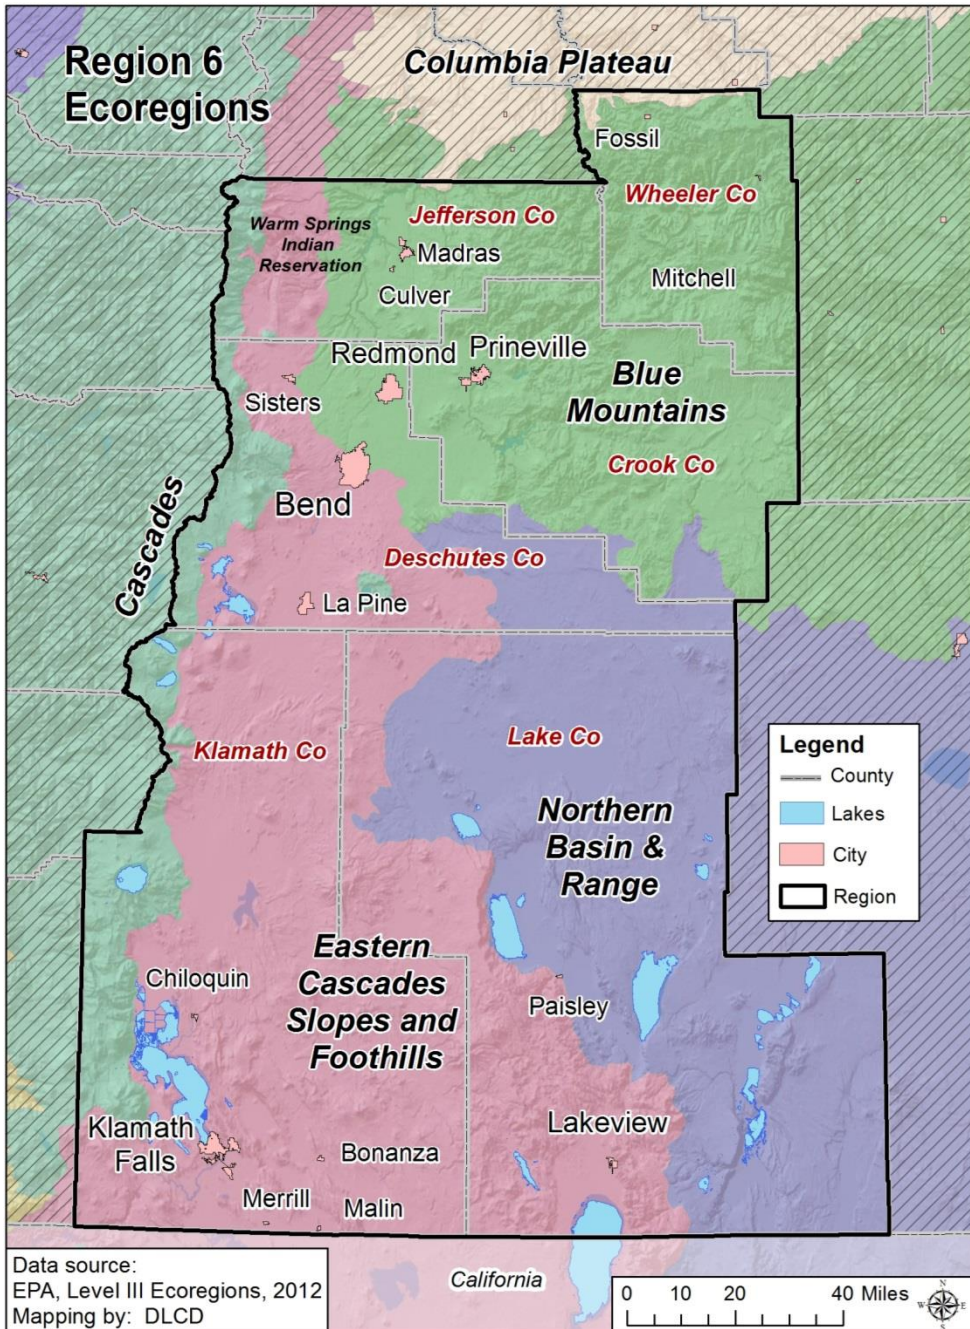 Region 6
Ecoregions
Columbia Plateau
Fossil
Wheeler Co
Jefferson Co
Warm Springs
Indian
Reservation
Madras
Mitchell
Culver
Redmond
Prineville
Blue
Mountains
Sisters
Crook Co
Bend
Cascades
Deschutes Co
La Pine
Klamath Co
Lake Co
Legend
County
Lakes
City
Region
Northern
Basin &
Range
Eastern
Cascades
Slopes and
Foothills
Chiloquin
Paisley
Klamath
Falls
Lakeview
Bonanza
Merrill
Malin
Data source:
EPA, Level III Ecoregions, 2012
Mapping by: DLCD
California
0 10 20 40 Miles
N
W
E
S